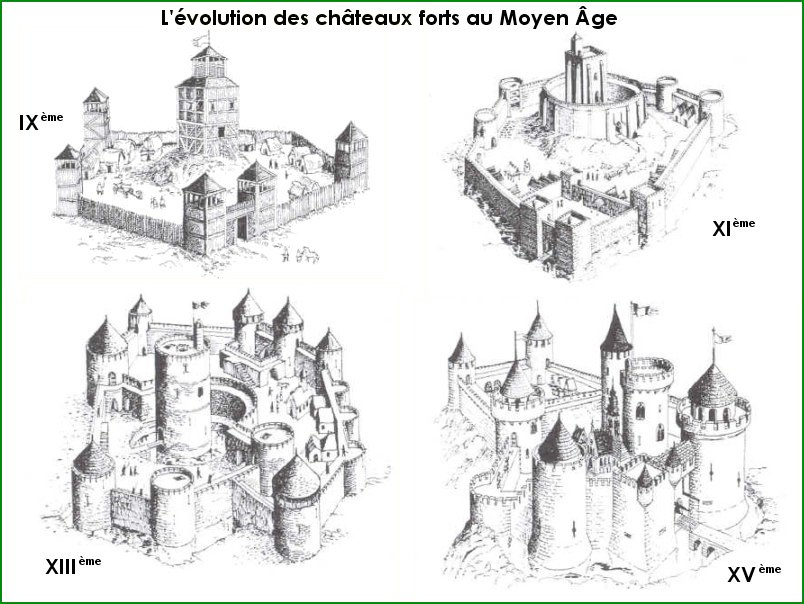 L'évolution des châteaux forts au Moyen Âge
IXème
XIème
XIIIème
XVème